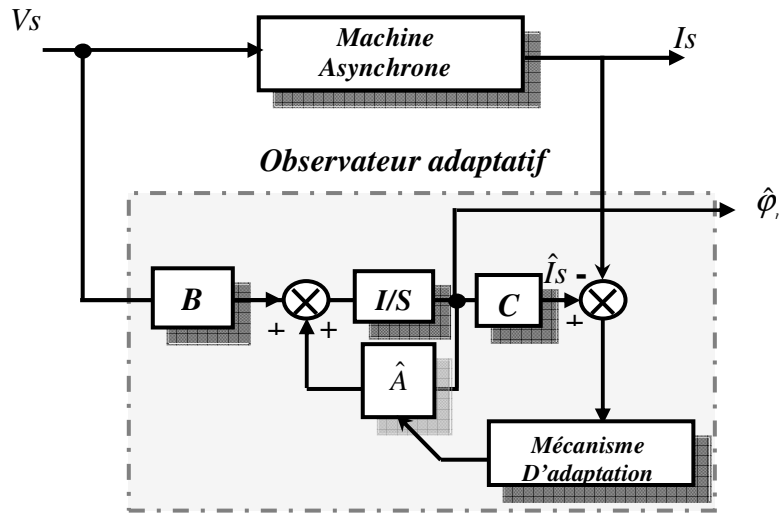 Vs
Machine
Asynchrone
Is
Observateur adaptatif
φ̂r
B
I/S
C
Îs
-
+
+
+
Â
Mécanisme
D'adaptation